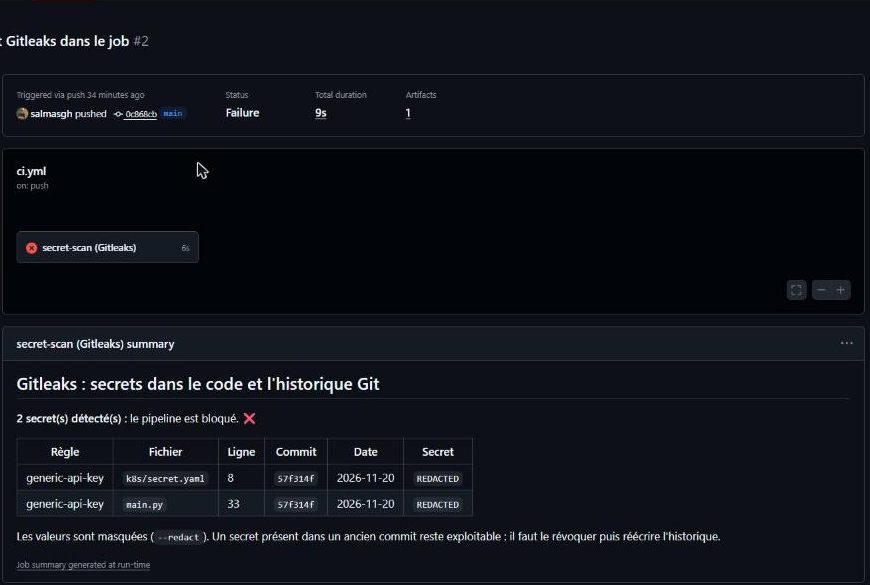 : Gitleaks dans le job #2
Triggered via push 34 minutes ago
Status
Total duration
Artifacts
salmasgh pushed 0c868cb main
Failure
9s
1
ci.yml
on: push
secret-scan (Gitleaks) 6s
secret-scan (Gitleaks) summary
Gitleaks : secrets dans le code et l'historique Git
2 secret(s) détecté(s) : le pipeline est bloqué. ❌
Règle Fichier Ligne Commit Date Secret
generic-api-key k8s/secret.yaml 8 57f314f 2026-11-20 REDACTED
generic-api-key main.py 33 57f314f 2026-11-20 REDACTED
Les valeurs sont masquées ( --redact ). Un secret présent dans un ancien commit reste exploitable : il faut le révoquer puis réécrire l'historique.
Job summary generated at run-time